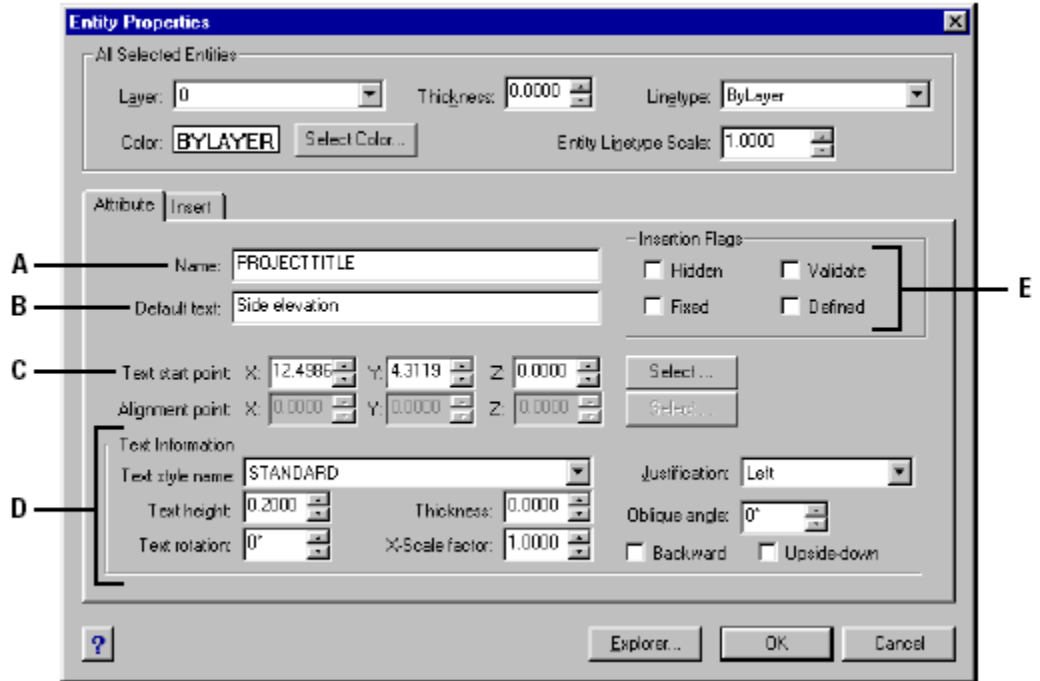 Entity Properties
All Selected Entities
Layer: 0 Thickness: 0.0000 Linetype: ByLayer
Color: BYLAYER Select Color... Entity Linetype Scale: 1.0000
Attribute Insert
Insertion Flags
A Name: PROJECTTITLE Hidden Validate
E
B Default text: Side elevation Fixed Defined
C Text start point: X: 12.4986 Y: 4.3119 Z: 0.0000 Select...
Alignment point: X: 0.0000 Y: 0.0000 Z: 0.0000 Select...
Text Information
Text style name: STANDARD Justification: Left
D Text height: 0.2000 Thickness: 0.0000 Oblique angle: 0°
Text rotation: 0° X-Scale factor: 1.0000 Backward Upside-down
? Explorer... OK Cancel